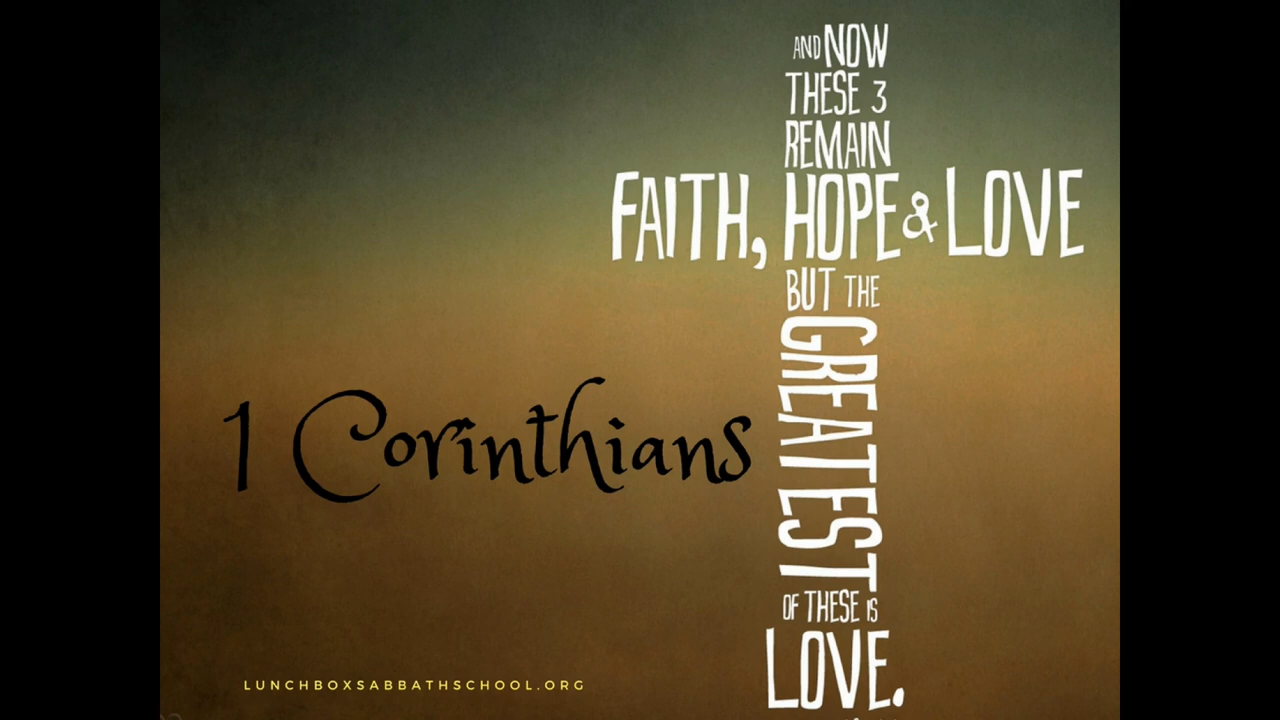 AND NOW
THESE 3
REMAIN
FAITH, HOPE & LOVE
BUT THE
GREATEST
OF THESE IS
LOVE.
1 Corinthians
LUNCHBOXSABBATHSCHOOL.ORG